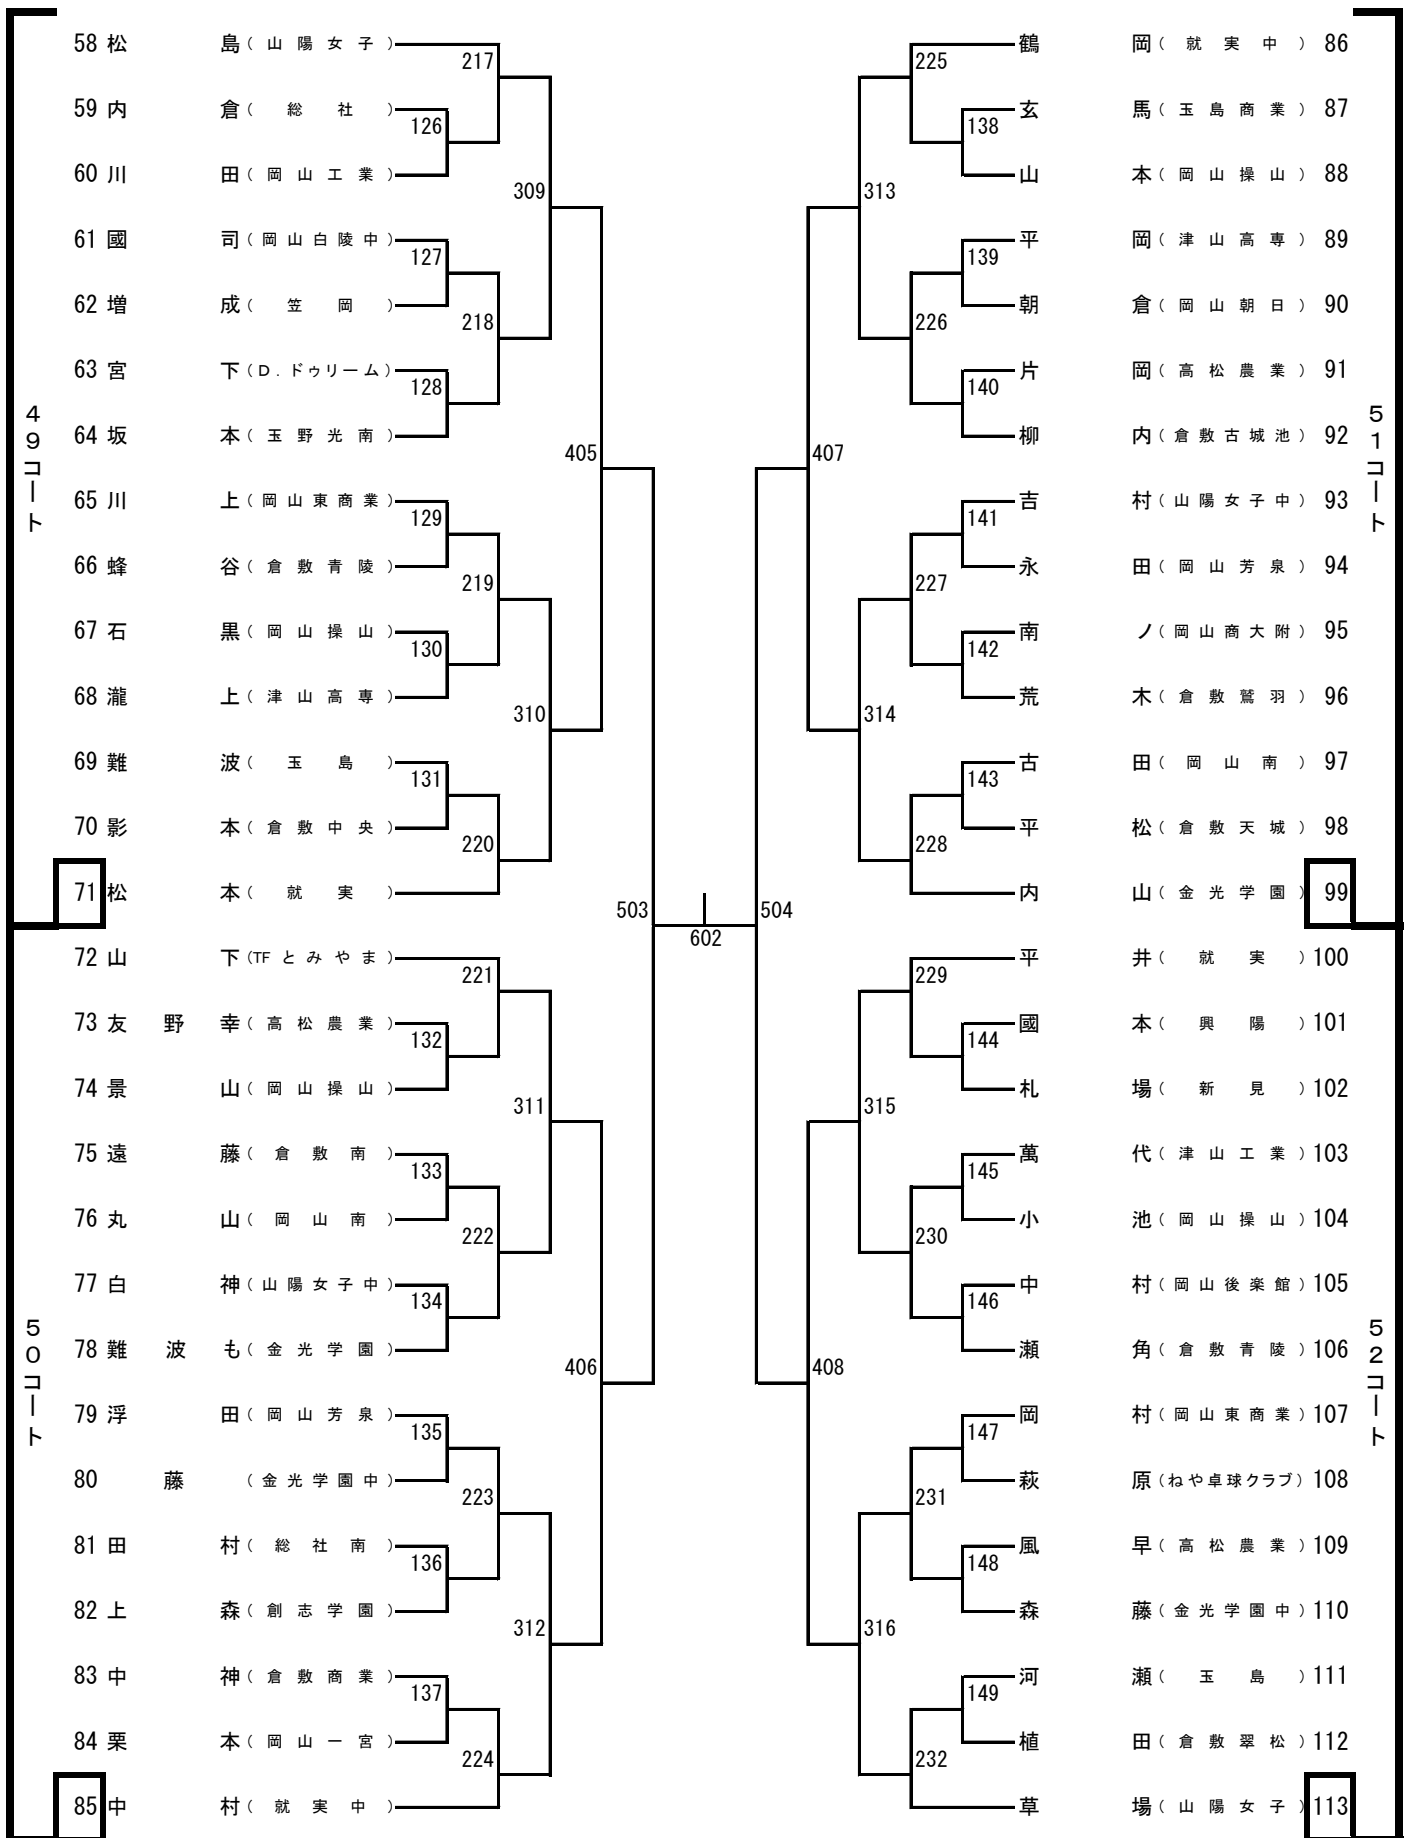 58 松島(山陽女子) 217 225 鶴岡(就実中) 86
59 内倉(総社) 126 138 玄馬(玉島商業) 87
60 川田(岡山工業) 309 313 山本(岡山操山) 88
61 國司(岡山白陵中) 127 139 平岡(津山高専) 89
62 増成(笠岡) 218 226 朝倉(岡山朝日) 90
63 宮下(D.ドゥリーム) 128 140 片岡(高松農業) 91
49コート 64 坂本(玉野光南) 405 407 柳内(倉敷古城池) 92 51コート
65 川上(岡山東商業) 129 141 吉村(山陽女子中) 93
66 蜂谷(倉敷青陵) 219 227 永田(岡山芳泉) 94
67 石黒(岡山操山) 130 142 南ノ(岡山商大附) 95
68 瀧上(津山高専) 310 314 荒木(倉敷鷲羽) 96
69 難波(玉島) 131 143 古田(岡山南) 97
70 影本(倉敷中央) 220 228 平松(倉敷天城) 98
71 松本(就実) 503 504 内山(金光学園) 99
602
72 山下(TFとみやま) 221 229 平井(就実) 100
73 友野幸(高松農業) 132 144 國本(興陽) 101
74 景山(岡山操山) 311 315 札場(新見) 102
75 遠藤(倉敷南) 133 145 萬代(津山工業) 103
76 丸山(岡山南) 222 230 小池(岡山操山) 104
77 白神(山陽女子中) 134 146 中村(岡山後楽館) 105
50コート 78 難波も(金光学園) 406 408 瀬角(倉敷青陵) 106 52コート
79 浮田(岡山芳泉) 135 147 岡村(岡山東商業) 107
80 藤(金光学園中) 223 231 萩原(ねや卓球クラブ) 108
81 田村(総社南) 136 148 風早(高松農業) 109
82 上森(創志学園) 312 316 森藤(金光学園中) 110
83 中神(倉敷商業) 137 149 河瀬(玉島) 111
84 栗本(岡山一宮) 224 232 植田(倉敷翠松) 112
85 中村(就実中) 草場(山陽女子) 113